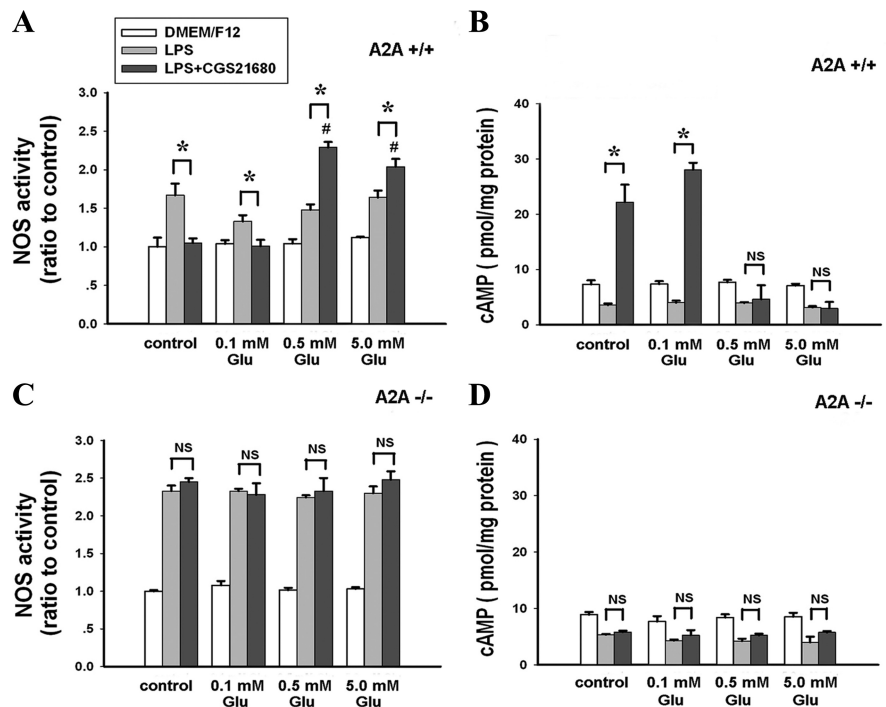 A
DMEM/F12
LPS
LPS+CGS21680
A2A +/+
NOS activity
(ratio to control)
3.0
2.5
2.0
1.5
1.0
.5
0.0
*
*
*
#
*
#
control
0.1 mM
Glu
0.5 mM
Glu
5.0 mM
Glu
B
A2A +/+
cAMP ( pmol/mg protein)
40
30
20
10
0
*
*
NS
NS
control
0.1 mM
Glu
0.5 mM
Glu
5.0 mM
Glu
C
A2A -/-
NOS activity
(ratio to control)
3.0
2.5
2.0
1.5
1.0
.5
0.0
NS
NS
NS
NS
control
0.1 mM
Glu
0.5 mM
Glu
5.0 mM
Glu
D
A2A -/-
cAMP ( pmol/mg protein )
40
30
20
10
0
NS
NS
NS
NS
control
0.1 mM
Glu
0.5 mM
Glu
5.0 mM
Glu